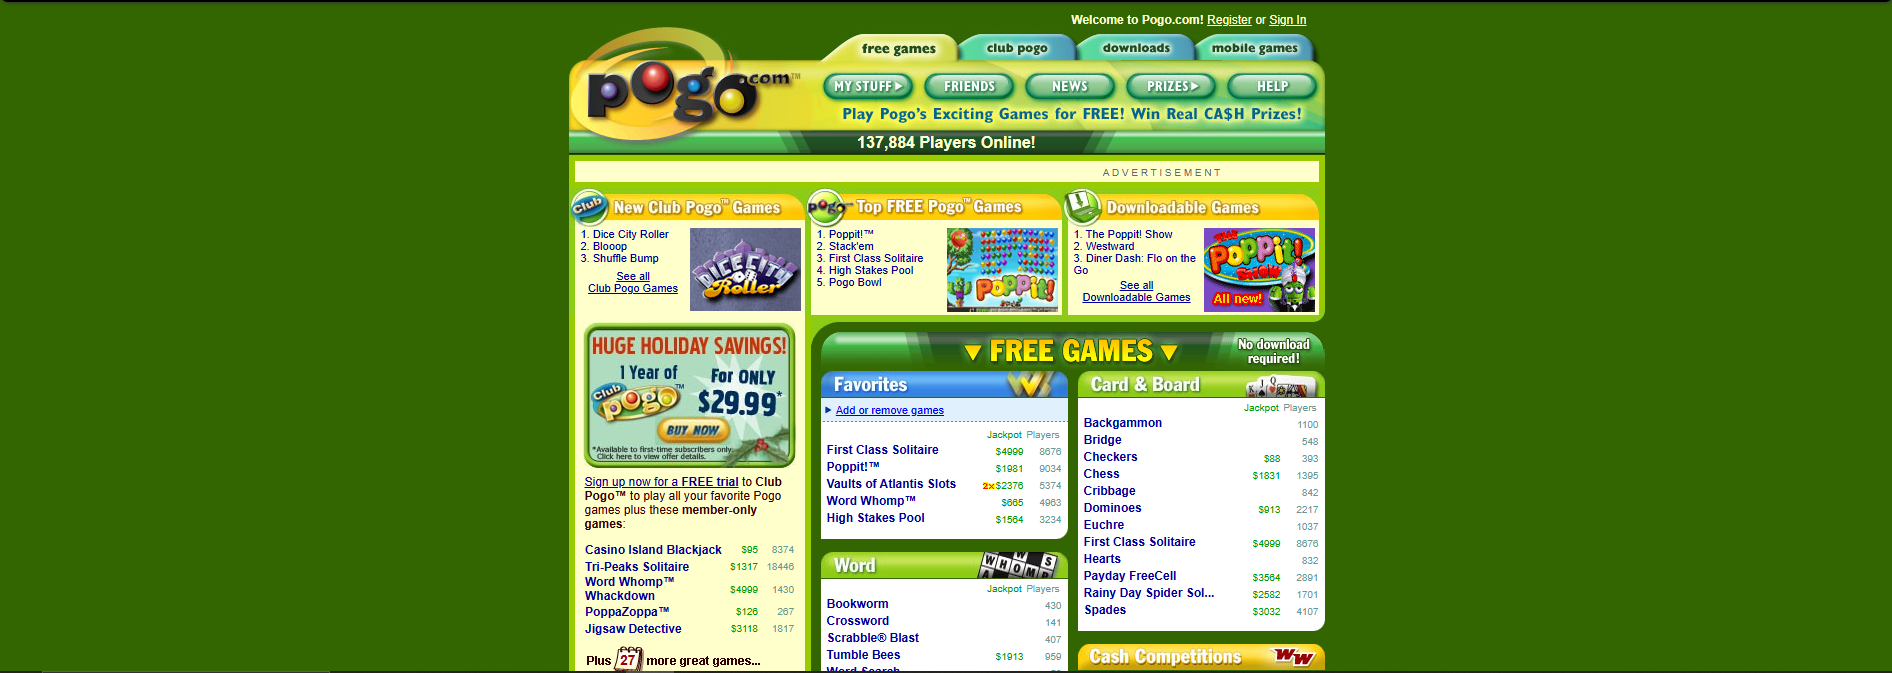 Welcome to Pogo.com! Register or Sign In
free games
club pogo
downloads
mobile games
pogo.com™
MY STUFF
FRIENDS
NEWS
PRIZES
HELP
Play Pogo's Exciting Games for FREE! Win Real CA$H Prizes!
137,884 Players Online!
ADVERTISEMENT
Club
New Club Pogo™ Games
1. Dice City Roller
2. Blooop
3. Shuffle Bump
See all
Club Pogo Games
DICE CITY
Roller
pogo
Top FREE Pogo™ Games
1. Poppit!™
2. Stack'em
3. First Class Solitaire
4. High Stakes Pool
5. Pogo Bowl
POPPIT!
Downloadable Games
1. The Poppit! Show
2. Westward
3. Diner Dash: Flo on the
Go
See all
Downloadable Games
THE
POPPIT!
SHOW
All new!
HUGE HOLIDAY SAVINGS!
1 Year of
Club
pogo™
FOR ONLY
$29.99*
BUY NOW
*Available to first-time subscribers only.
Click here to view offer details.
Sign up now for a FREE trial to Club
Pogo™ to play all your favorite Pogo
games plus these member-only
games:
Casino Island Blackjack $95 8374
Tri-Peaks Solitaire $1317 18446
Word Whomp™
Whackdown $4999 1430
PoppaZoppa™ $126 267
Jigsaw Detective $3118 1817
Plus 27 more great games...
FREE GAMES
No download
required!
Favorites
Add or remove games
Jackpot Players
First Class Solitaire $4999 8676
Poppit!™ $1981 9034
Vaults of Atlantis Slots 2x$2376 5374
Word Whomp™ $665 4963
High Stakes Pool $1564 3234
Word
WHOMP
Jackpot Players
Bookworm 430
Crossword 141
Scrabble® Blast 407
Tumble Bees $1913 959
Word Search
Card & Board
K J Q
Jackpot Players
Backgammon 1100
Bridge 548
Checkers $88 393
Chess $1831 1395
Cribbage 842
Dominoes $913 2217
Euchre 1037
First Class Solitaire $4999 8676
Hearts 832
Payday FreeCell $3564 2891
Rainy Day Spider Sol... $2582 1701
Spades $3032 4107
Cash Competitions
WW